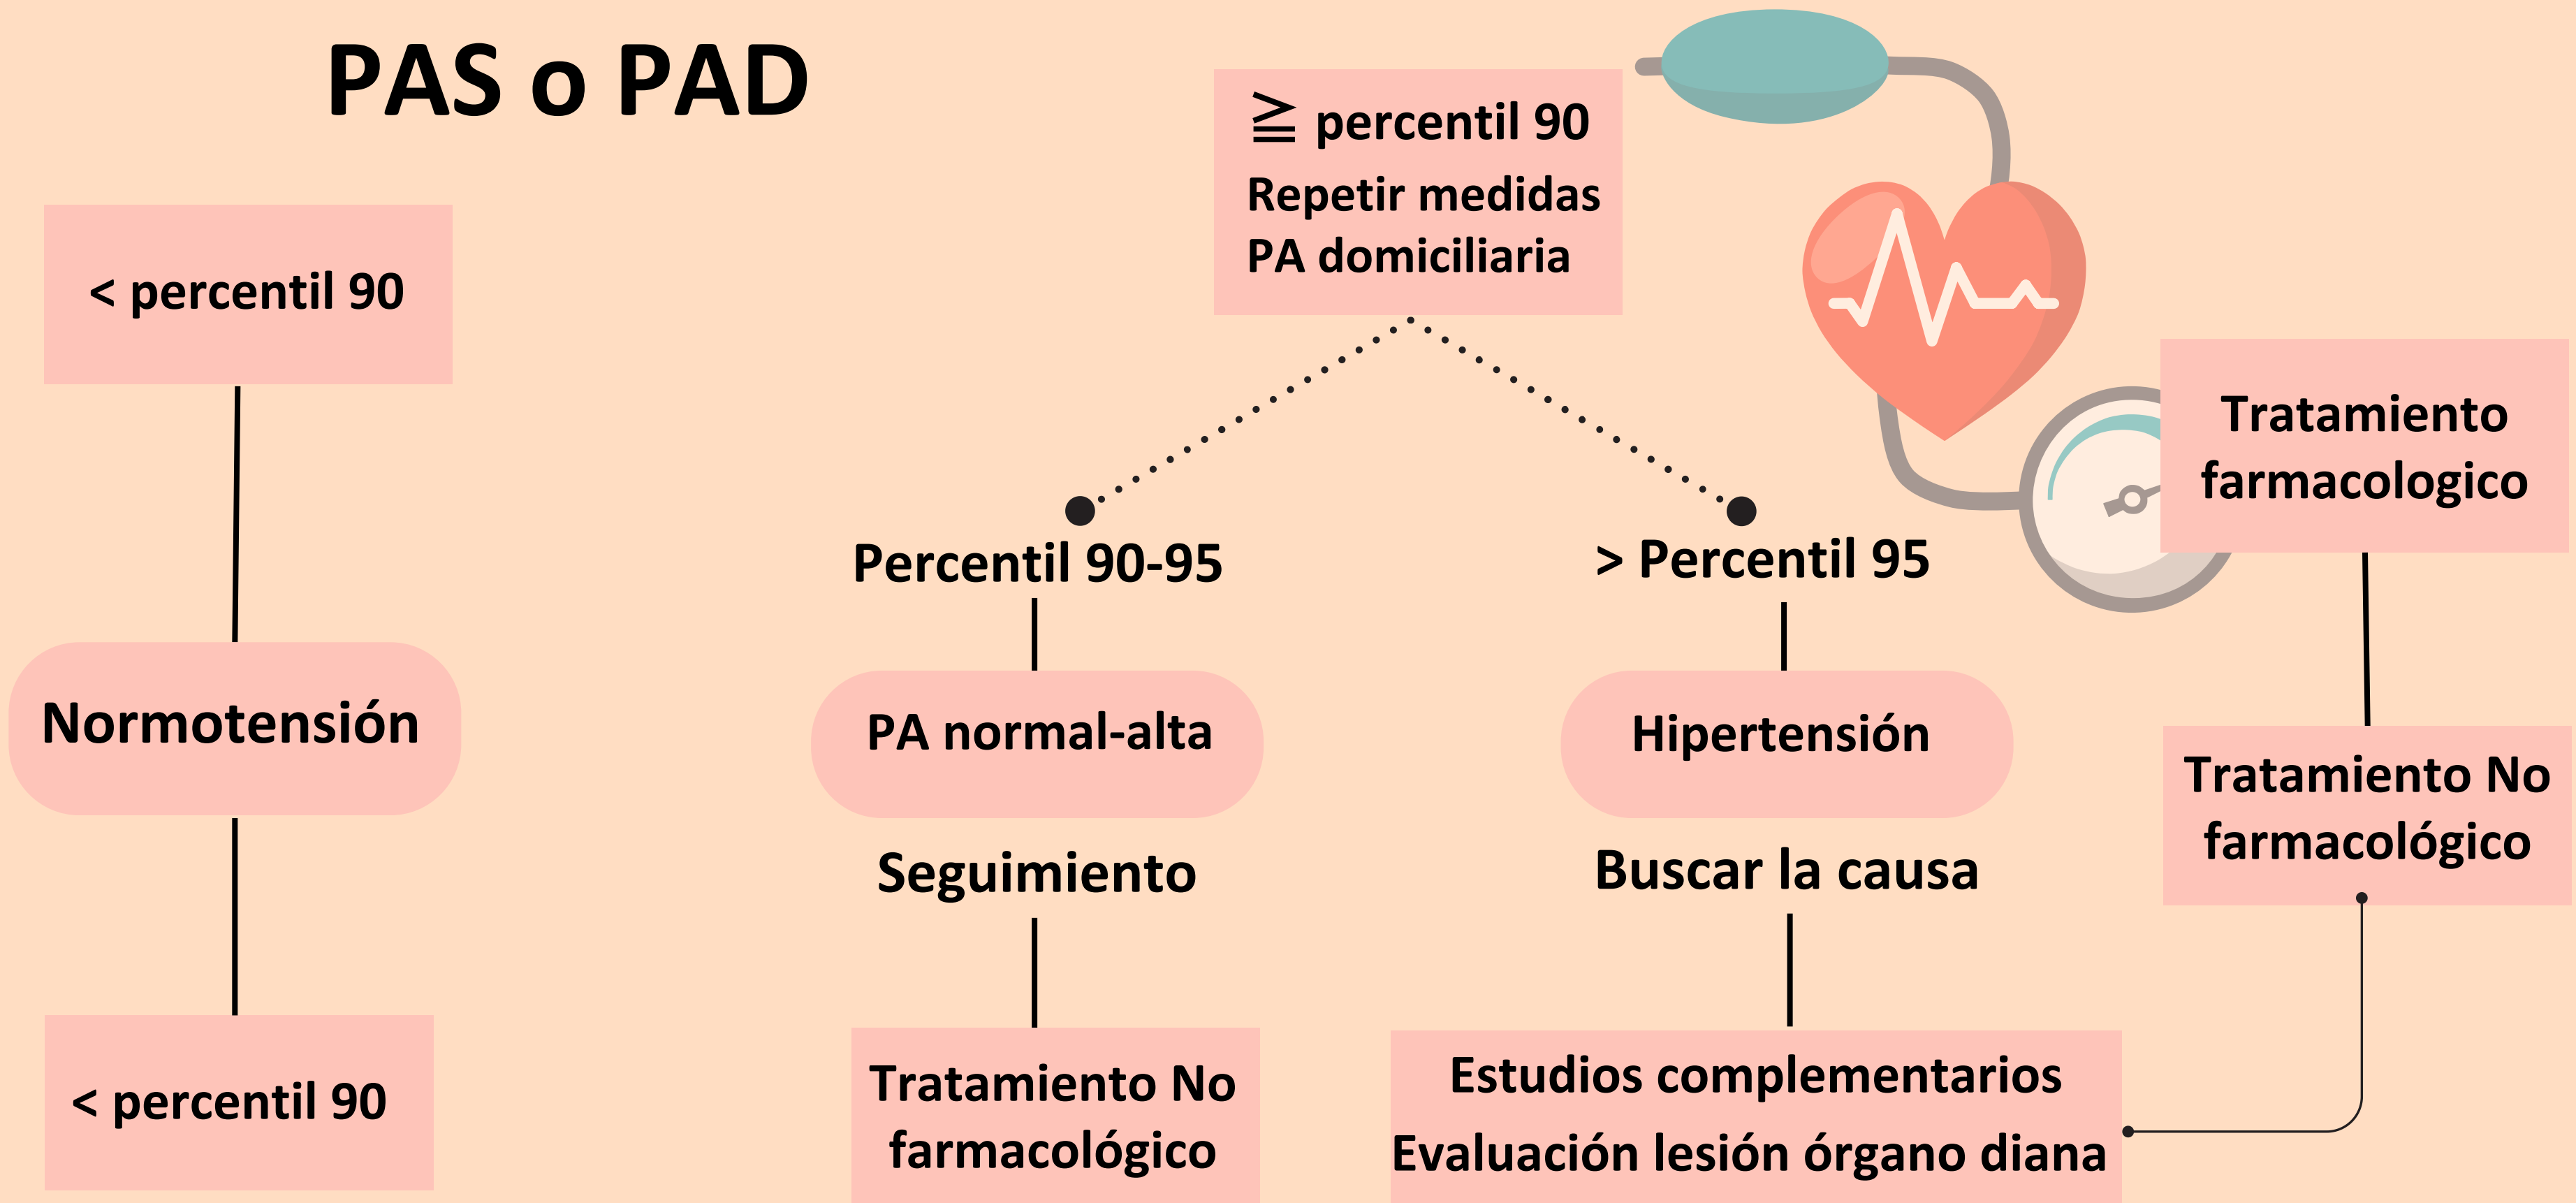 PAS o PAD
< percentil 90
Normotensión
< percentil 90
≧ percentil 90
Repetir medidas
PA domiciliaria
Percentil 90-95
PA normal-alta
Seguimiento
Tratamiento No
farmacológico
> Percentil 95
Hipertensión
Buscar la causa
Estudios complementarios
Evaluación lesión órgano diana
Tratamiento
farmacologico
Tratamiento No
farmacológico